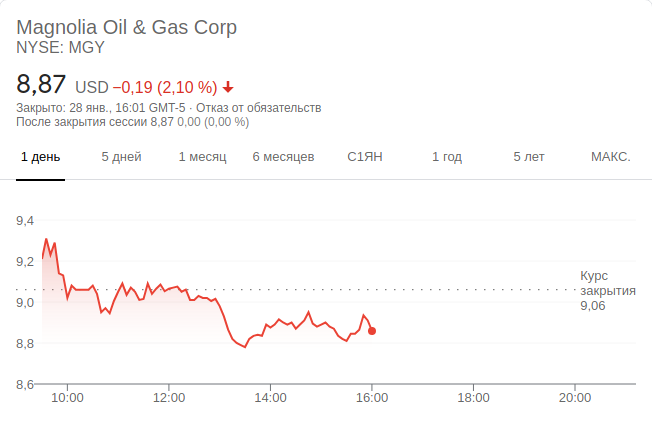 Magnolia Oil & Gas Corp
NYSE: MGY
8,87 USD −0,19 (2,10 %)
Закрыто: 28 янв., 16:01 GMT-5 · Отказ от обязательств
После закрытия сессии 8,87 0,00 (0,00 %)
1 день 5 дней 1 месяц 6 месяцев С1ЯН 1 год 5 лет МАКС.
9,4
9,2
9,0
8,8
8,6
Курс
закрытия
9,06
10:00 12:00 14:00 16:00 18:00 20:00